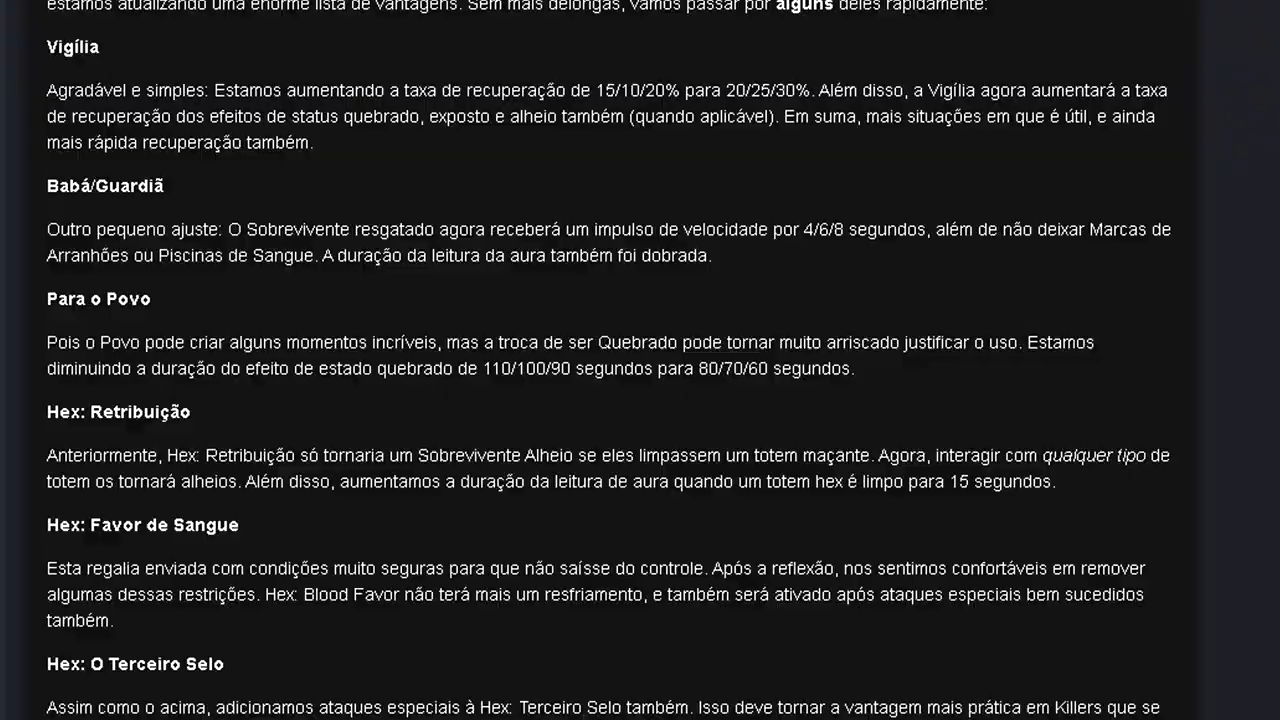 estamos atualizando uma enorme lista de vantagens. Sem mais delongas, vamos passar por alguns deles rapidamente:
Vigília
Agradável e simples: Estamos aumentando a taxa de recuperação de 15/10/20% para 20/25/30%. Além disso, a Vigília agora aumentará a taxa
de recuperação dos efeitos de status quebrado, exposto e alheio também (quando aplicável). Em suma, mais situações em que é útil, e ainda
mais rápida recuperação também.
Babá/Guardiã
Outro pequeno ajuste: O Sobrevivente resgatado agora receberá um impulso de velocidade por 4/6/8 segundos, além de não deixar Marcas de
Arranhões ou Piscinas de Sangue. A duração da leitura da aura também foi dobrada.
Para o Povo
Pois o Povo pode criar alguns momentos incríveis, mas a troca de ser Quebrado pode tornar muito arriscado justificar o uso. Estamos
diminuindo a duração do efeito de estado quebrado de 110/100/90 segundos para 80/70/60 segundos.
Hex: Retribuição
Anteriormente, Hex: Retribuição só tornaria um Sobrevivente Alheio se eles limpassem um totem maçante. Agora, interagir com qualquer tipo de
totem os tornará alheios. Além disso, aumentamos a duração da leitura de aura quando um totem hex é limpo para 15 segundos.
Hex: Favor de Sangue
Esta regalia enviada com condições muito seguras para que não saísse do controle. Após a reflexão, nos sentimos confortáveis em remover
algumas dessas restrições. Hex: Blood Favor não terá mais um resfriamento, e também será ativado após ataques especiais bem sucedidos
também.
Hex: O Terceiro Selo
Assim como o acima, adicionamos ataques especiais à Hex: Terceiro Selo também. Isso deve tornar a vantagem mais prática em Killers que se